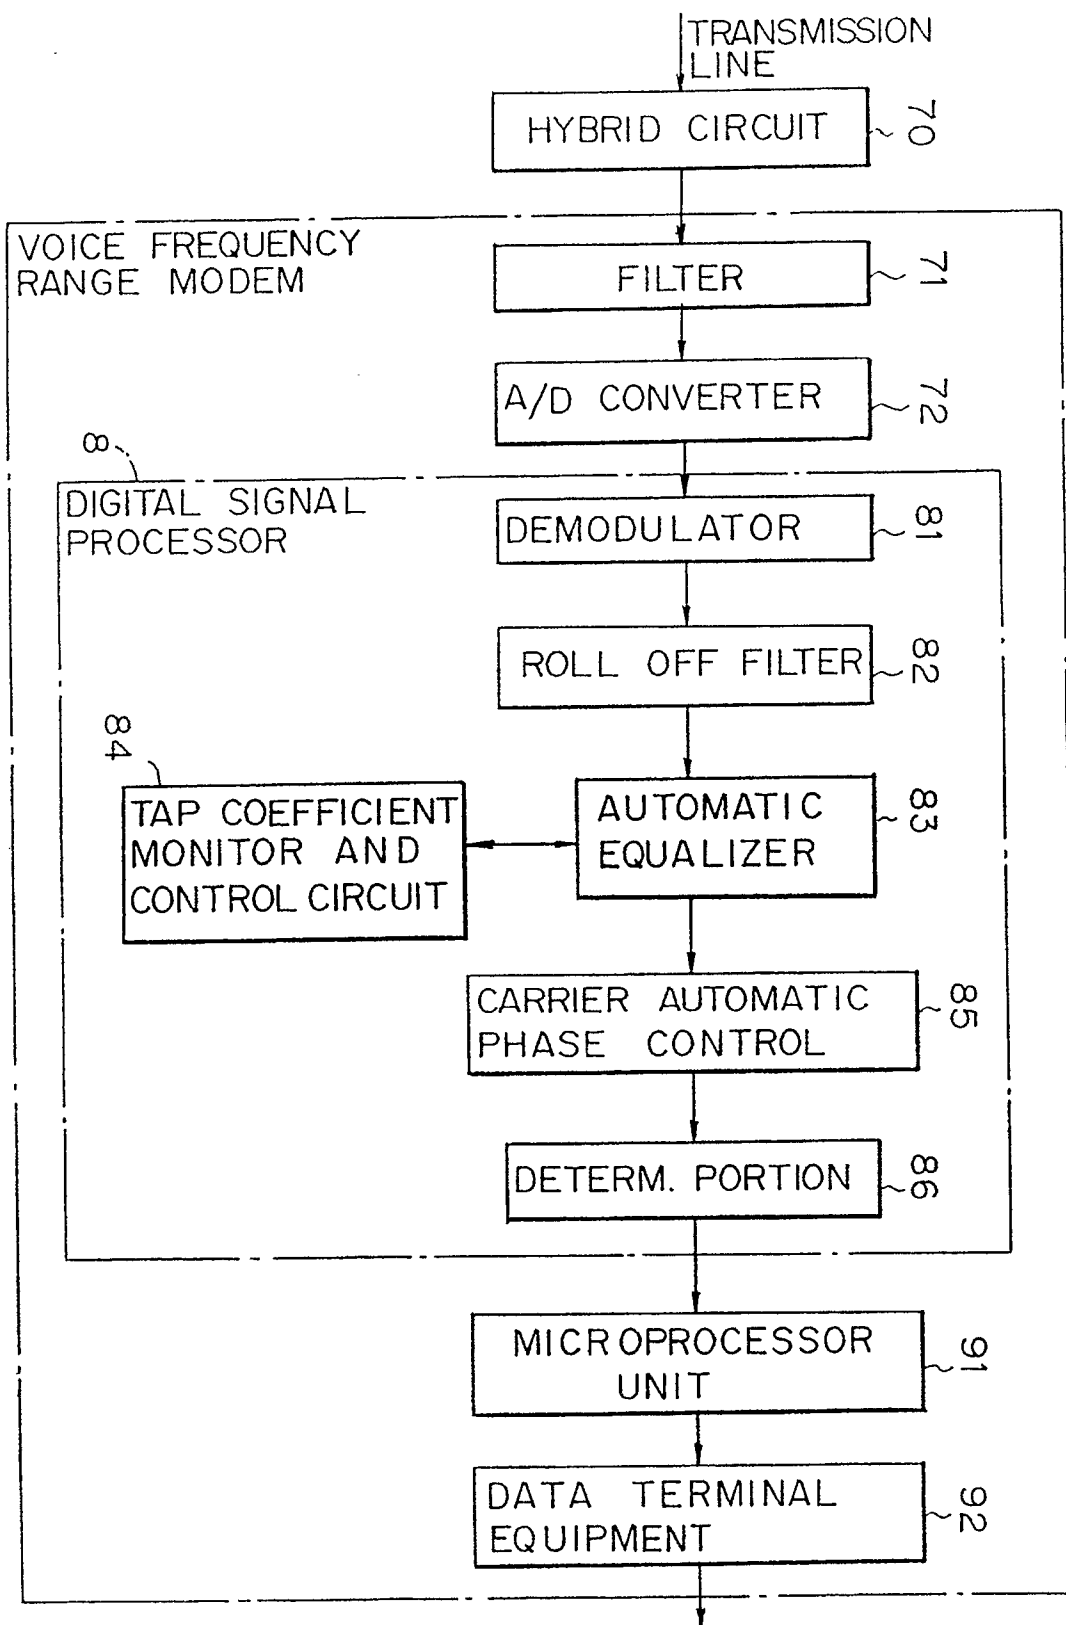 TRANSMISSION
LINE
HYBRID CIRCUIT
70
VOICE FREQUENCY
RANGE MODEM
FILTER
71
A/D CONVERTER
72
8
DIGITAL SIGNAL
PROCESSOR
DEMODULATOR
81
ROLL OFF FILTER
82
84
TAP COEFFICIENT
MONITOR AND
CONTROL CIRCUIT
AUTOMATIC
EQUALIZER
83
CARRIER AUTOMATIC
PHASE CONTROL
85
DETERM. PORTION
86
MICROPROCESSOR
UNIT
91
DATA TERMINAL
EQUIPMENT
92